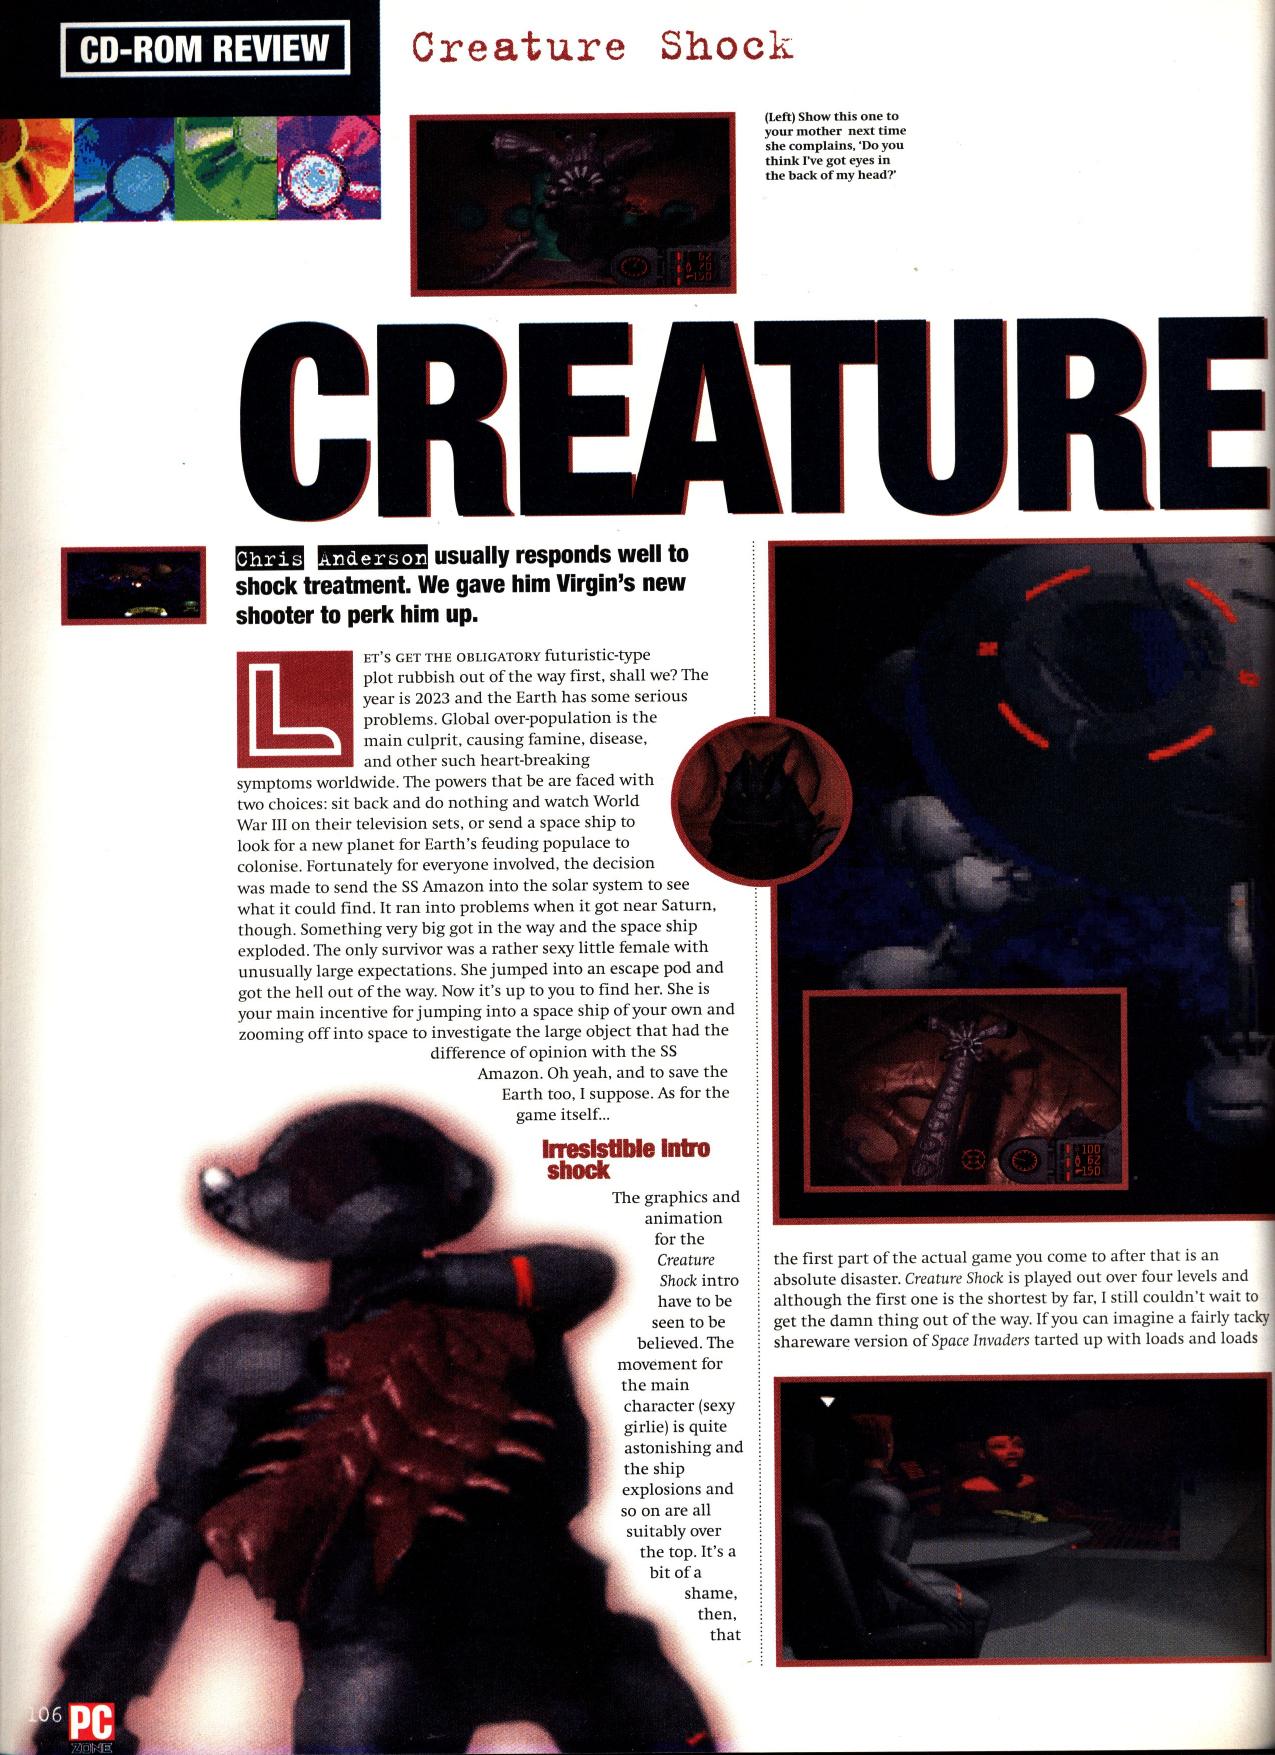 CD-ROM REVIEW
Creature Shock
(Left) Show this one to
your mother next time
she complains, 'Do you
think I've got eyes in
the back of my head?'
CREATURE
Chris Anderson usually responds well to
shock treatment. We gave him Virgin's new
shooter to perk him up.
LET'S GET THE OBLIGATORY futuristic-type
plot rubbish out of the way first, shall we? The
year is 2023 and the Earth has some serious
problems. Global over-population is the
main culprit, causing famine, disease,
and other such heart-breaking
symptoms worldwide. The powers that be are faced with
two choices: sit back and do nothing and watch World
War III on their television sets, or send a space ship to
look for a new planet for Earth's feuding populace to
colonise. Fortunately for everyone involved, the decision
was made to send the SS Amazon into the solar system to see
what it could find. It ran into problems when it got near Saturn,
though. Something very big got in the way and the space ship
exploded. The only survivor was a rather sexy little female with
unusually large expectations. She jumped into an escape pod and
got the hell out of the way. Now it's up to you to find her. She is
your main incentive for jumping into a space ship of your own and
zooming off into space to investigate the large object that had the
difference of opinion with the SS
Amazon. Oh yeah, and to save the
Earth too, I suppose. As for the
game itself...
Irresistible intro
shock
The graphics and
animation
for the
Creature
Shock intro
have to be
seen to be
believed. The
movement for
the main
character (sexy
girlie) is quite
astonishing and
the ship
explosions and
so on are all
suitably over
the top. It's a
bit of a
shame,
then,
that
the first part of the actual game you come to after that is an
absolute disaster. Creature Shock is played out over four levels and
although the first one is the shortest by far, I still couldn't wait to
get the damn thing out of the way. If you can imagine a fairly tacky
shareware version of Space Invaders tarted up with loads and loads
62
70
150
100
62
150
106
PC
ZONE